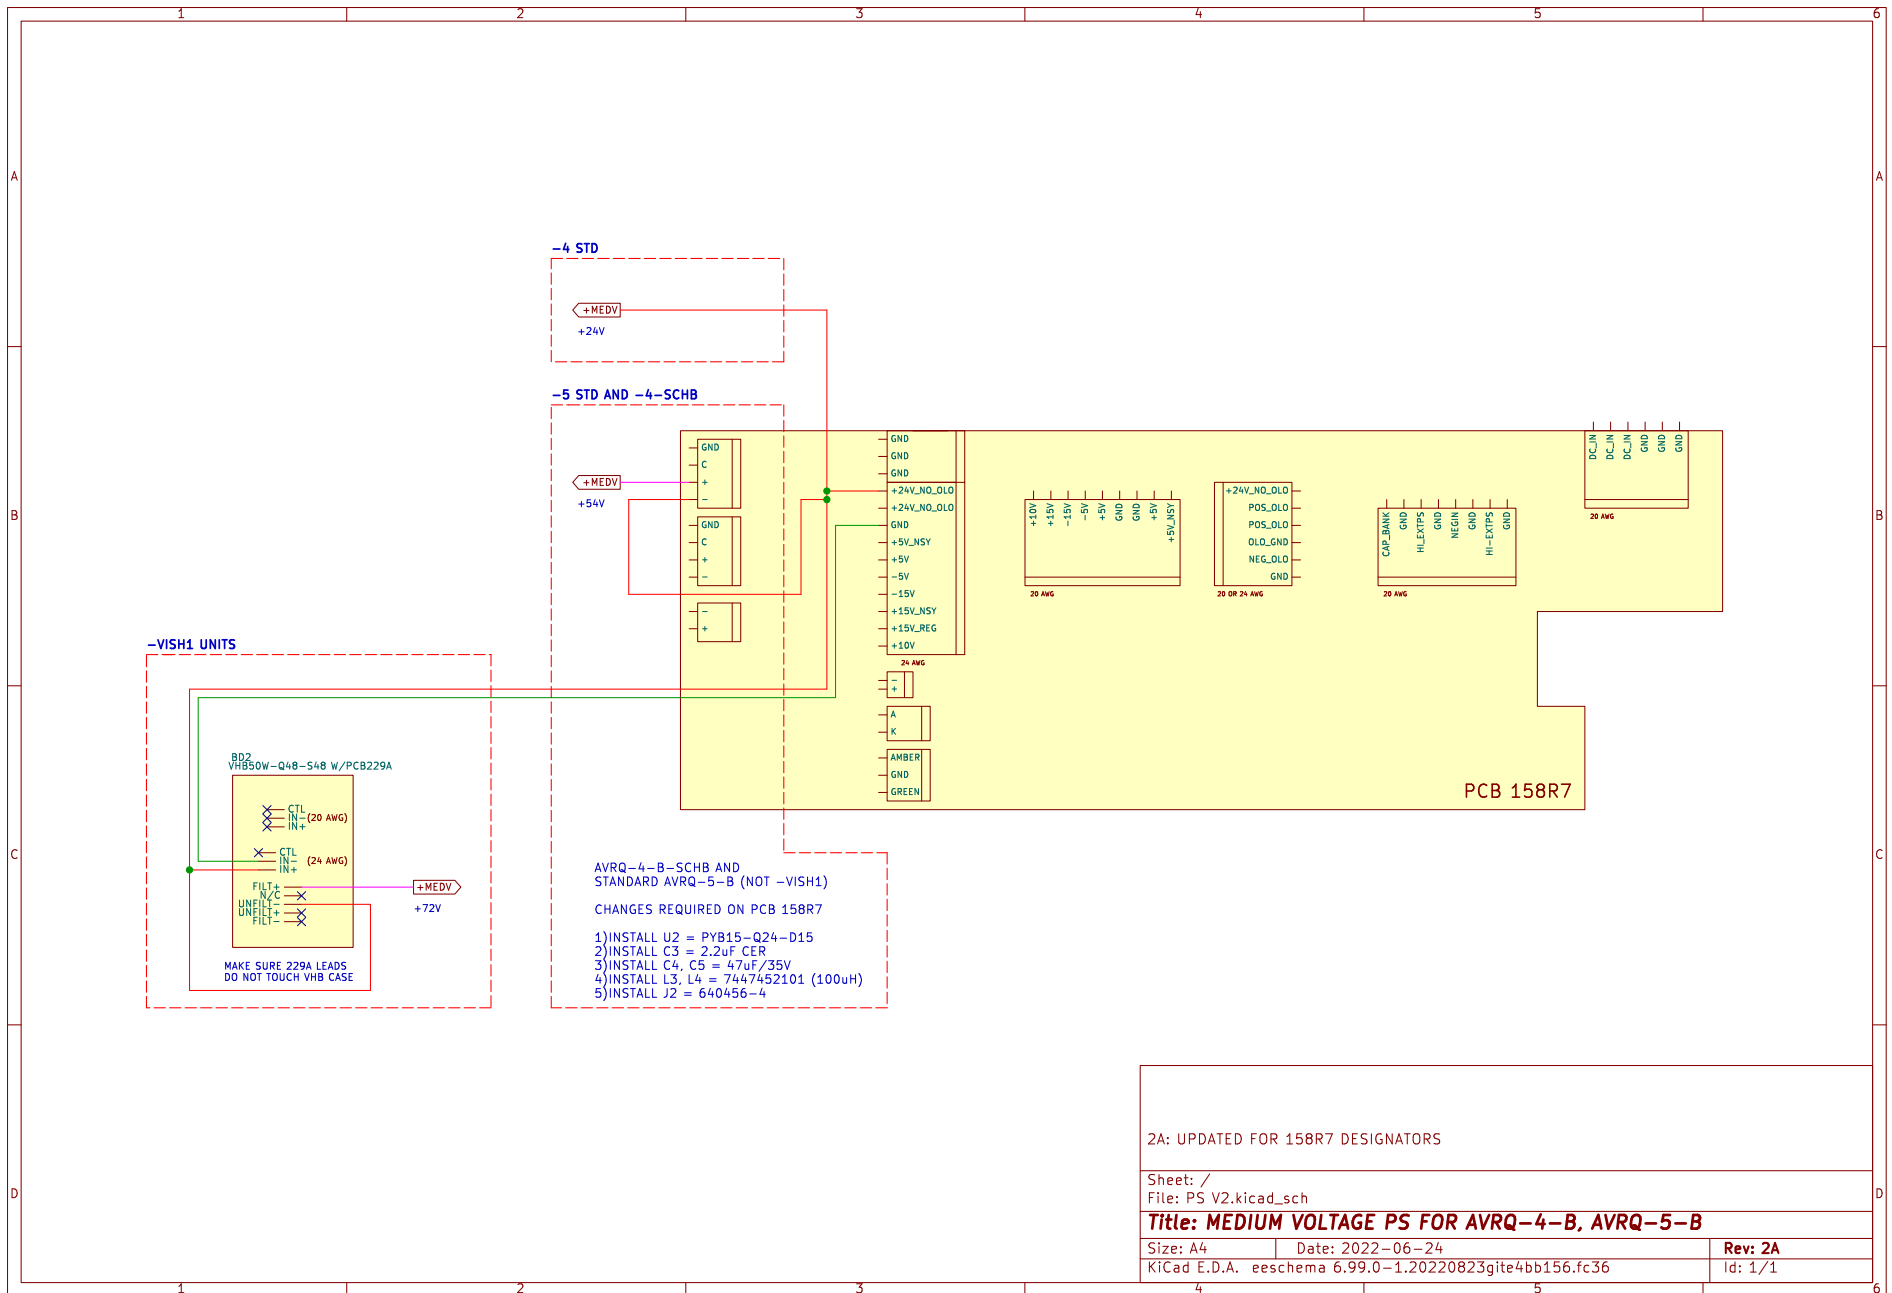 1 2 3 4 5 6
A
B
C
D
A
B
C
D
-4 STD
+MEDV
+24V
-5 STD AND -4-SCHB
+MEDV
+54V
GND
C
+
-
GND
C
+
-
-
+
GND
GND
GND
+24V_NO_OLO
+24V_NO_OLO
GND
+5V_NSY
+5V
-5V
-15V
+15V_NSY
+15V_REG
+10V
24 AWG
-
+
A
K
AMBER
GND
GREEN
+10V
+15V
-15V
-5V
+5V
GND
GND
+5V
+5V_NSY
20 AWG
+24V_NO_OLO
POS_OLO
POS_OLO
OLO_GND
NEG_OLO
GND
20 OR 24 AWG
CAP_BANK
GND
HI_EXTPS
GND
NEGIN
GND
HI-EXTPS
GND
20 AWG
DC_IN
DC_IN
DC_IN
GND
GND
GND
20 AWG
PCB 158R7
-VISH1 UNITS
BD2
VHB50W-Q48-S48 W/PCB229A
CTL
IN- (20 AWG)
IN+
CTL
IN- (24 AWG)
IN+
FILT+
N/C
UNFILT-
UNFILT+
FILT-
+MEDV
+72V
MAKE SURE 229A LEADS
DO NOT TOUCH VHB CASE
AVRQ-4-B-SCHB AND
STANDARD AVRQ-5-B (NOT -VISH1)
CHANGES REQUIRED ON PCB 158R7
1)INSTALL U2 = PYB15-Q24-D15
2)INSTALL C3 = 2.2uF CER
3)INSTALL C4, C5 = 47uF/35V
4)INSTALL L3, L4 = 7447452101 (100uH)
5)INSTALL J2 = 640456-4
2A: UPDATED FOR 158R7 DESIGNATORS
Sheet: /
File: PS V2.kicad_sch
Title: MEDIUM VOLTAGE PS FOR AVRQ-4-B, AVRQ-5-B
Size: A4 Date: 2022-06-24 Rev: 2A
KiCad E.D.A. eeschema 6.99.0-1.20220823gite4bb156.fc36 Id: 1/1
1 2 3 4 5 6